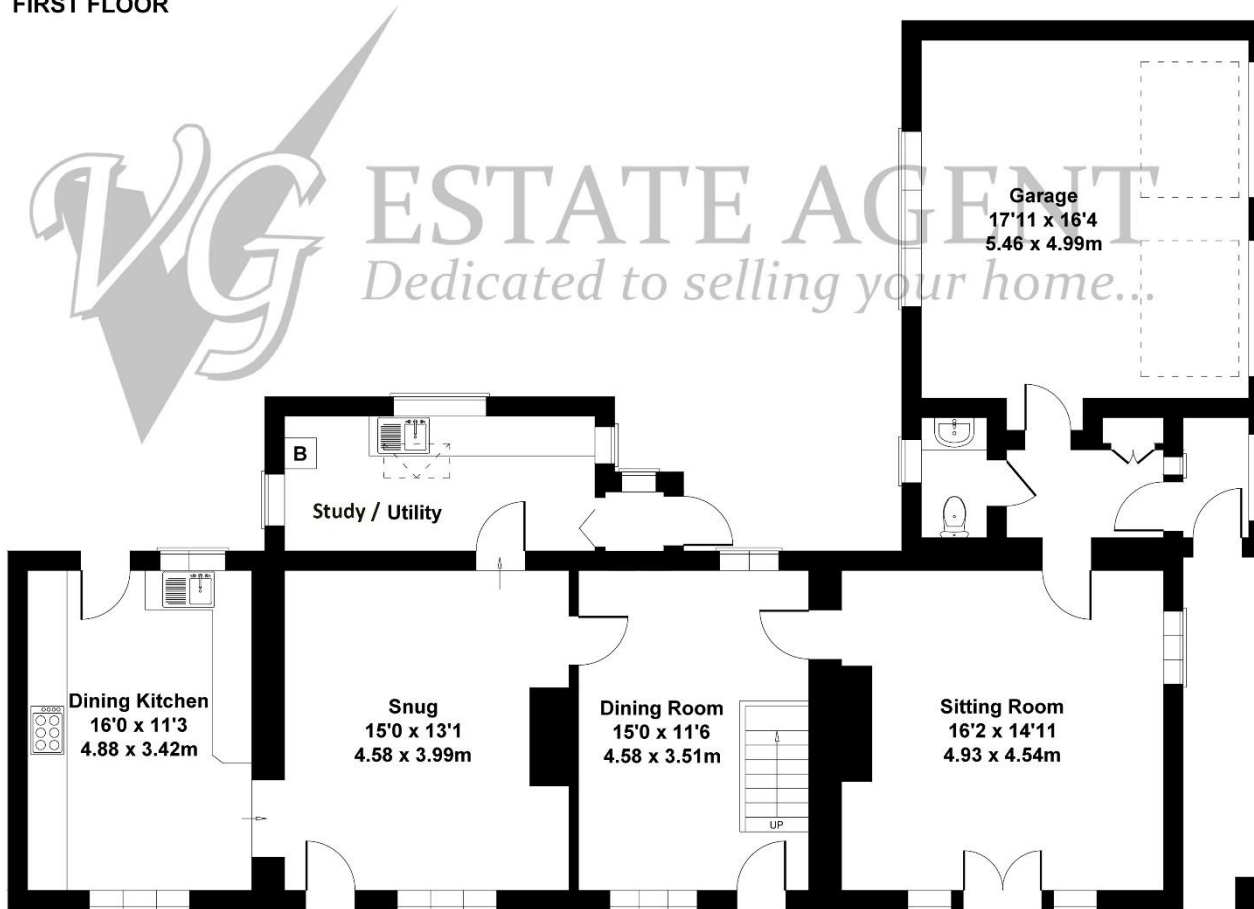 FIRST FLOOR
VG
ESTATE AGENT
Dedicated to selling your home...
Garage
17'11 x 16'4
5.46 x 4.99m
B
Study / Utility
Dining Kitchen
16'0 x 11'3
4.88 x 3.42m
Snug
15'0 x 13'1
4.58 x 3.99m
Dining Room
15'0 x 11'6
4.58 x 3.51m
UP
Sitting Room
16'2 x 14'11
4.93 x 4.54m